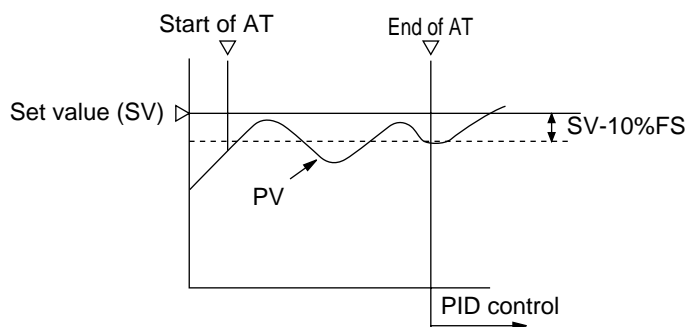 Start of AT
End of AT
Set value (SV)
SV-10%FS
PV
PID control